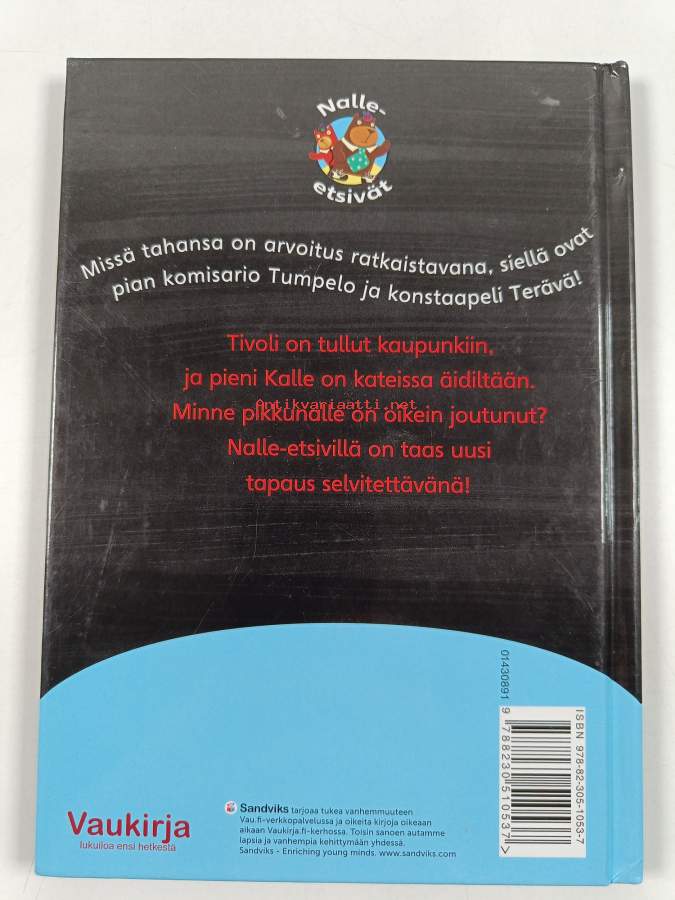 Nalle-
etsivät
Missä tahansa on arvoitus ratkaistavana, siellä ovat
pian komisario Tumpelo ja konstaapeli Terävä!
Tivoli on tullut kaupunkiin,
ja pieni Kalle on kateissa äidiltään.
Antikvariaatti.net
Minne pikkunalle on oikein joutunut?
Nalle-etsivillä on taas uusi
tapaus selvitettävänä!
01430891
ISBN 978-82-305-1053-7
9 788230 510537 >
Vaukirja
lukuiloa ensi hetkestä
Sandviks tarjoaa tukea vanhemmuuteen
Vau.fi-verkkopalvelussa ja oikeita kirjoja oikeaan
aikaan Vaukirja.fi-kerhossa. Toisin sanoen autamme
lapsia ja vanhempia kehittymään yhdessä.
Sandviks - Enriching young minds. www.sandviks.com